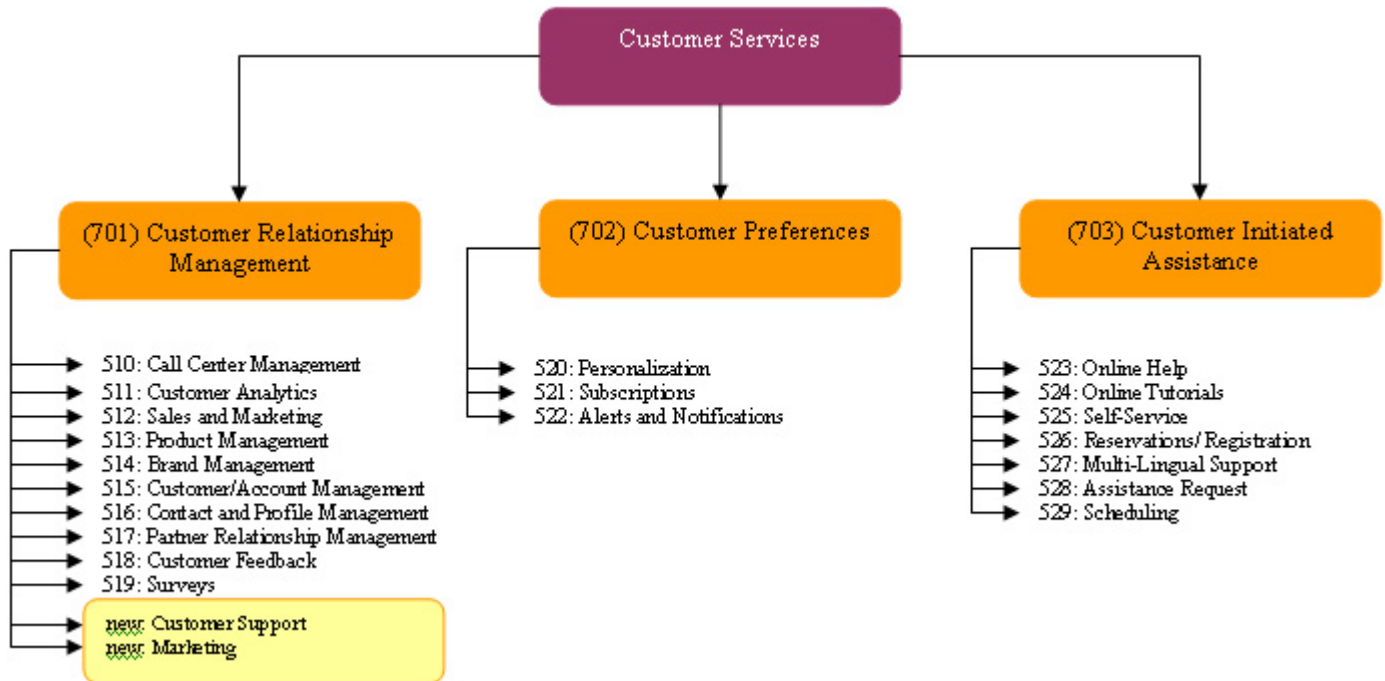 Customer Services
(701) Customer Relationship
Management
510: Call Center Management
511: Customer Analytics
512: Sales and Marketing
513: Product Management
514: Brand Management
515: Customer/Account Management
516: Contact and Profile Management
517: Partner Relationship Management
518: Customer Feedback
519: Surveys
new: Customer Support
new: Marketing
(702) Customer Preferences
520: Personalization
521: Subscriptions
522: Alerts and Notifications
(703) Customer Initiated
Assistance
523: Online Help
524: Online Tutorials
525: Self-Service
526: Reservations/ Registration
527: Multi-Lingual Support
528: Assistance Request
529: Scheduling